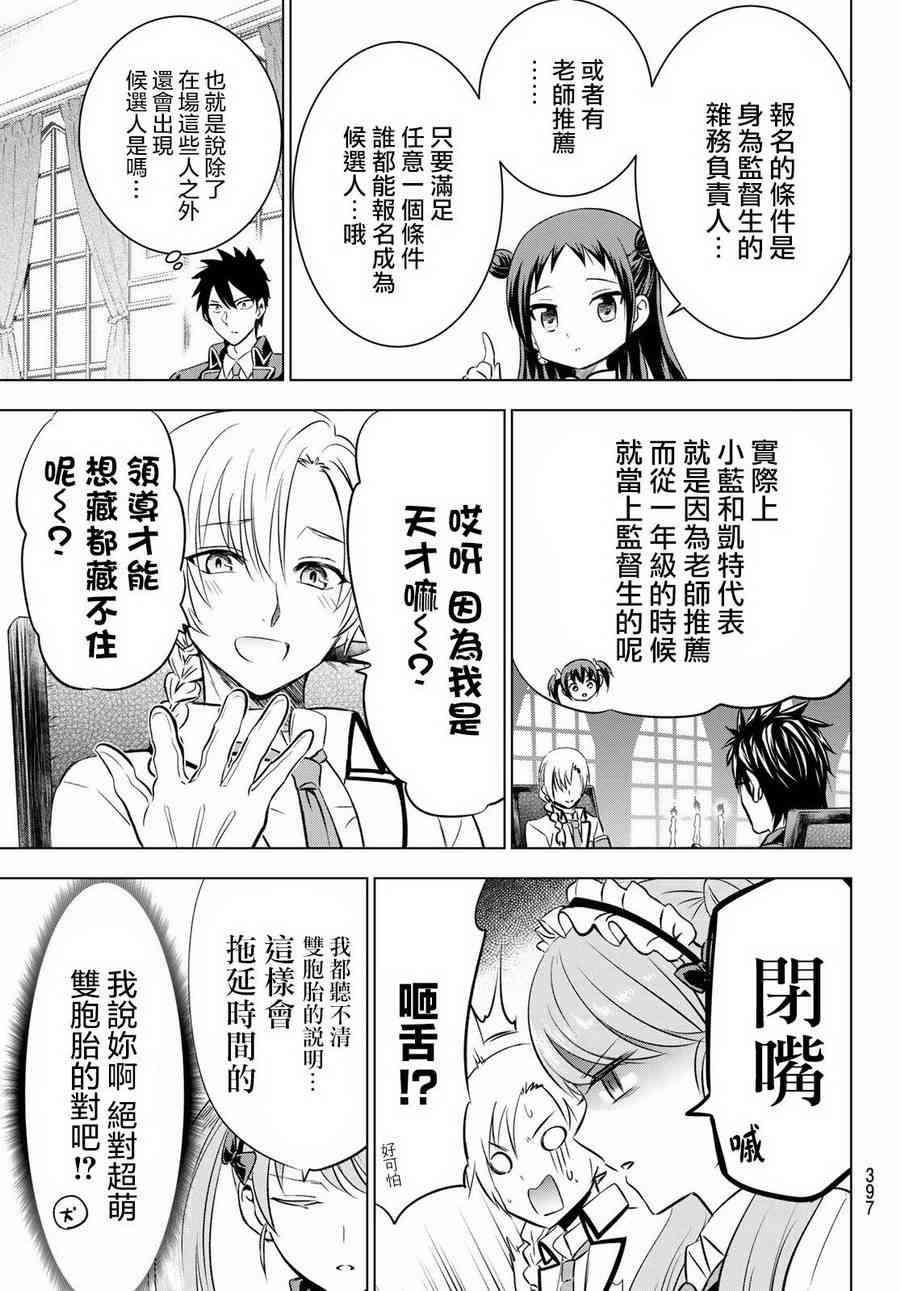 報名的條件是
身為監督生的
雜務負責人…
或者有
老師推薦
……
只要滿足
任意一個條件
誰都能報名成為
候選人…哦
也就是說除了
在場這些人之外
還會出現
候選人是嗎…
實際上
小藍和凱特代表
就是因為老師推薦
而從一年級的時候
就當上監督生的呢
哎呀 因為我是
天才嘛～？
領導才能
想藏都藏不住
呢～？
閉嘴
嘁
咂舌!?
好可怕
我都聽不清
雙胞胎的説明…
這樣會
拖延時間的
我說妳啊 絕對超萌
雙胞胎的對吧!?
犬
397